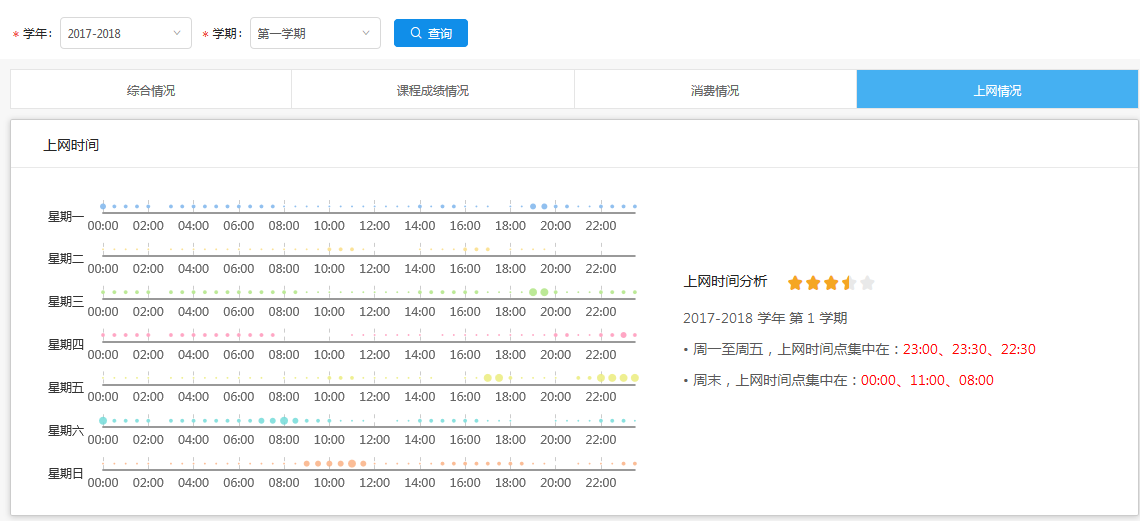 * 学年： 2017-2018 * 学期： 第一学期 查询
综合情况 课程成绩情况 消费情况 上网情况
上网时间
星期一
00:00 02:00 04:00 06:00 08:00 10:00 12:00 14:00 16:00 18:00 20:00 22:00
星期二
00:00 02:00 04:00 06:00 08:00 10:00 12:00 14:00 16:00 18:00 20:00 22:00
星期三
00:00 02:00 04:00 06:00 08:00 10:00 12:00 14:00 16:00 18:00 20:00 22:00
星期四
00:00 02:00 04:00 06:00 08:00 10:00 12:00 14:00 16:00 18:00 20:00 22:00
星期五
00:00 02:00 04:00 06:00 08:00 10:00 12:00 14:00 16:00 18:00 20:00 22:00
星期六
00:00 02:00 04:00 06:00 08:00 10:00 12:00 14:00 16:00 18:00 20:00 22:00
星期日
00:00 02:00 04:00 06:00 08:00 10:00 12:00 14:00 16:00 18:00 20:00 22:00
上网时间分析
2017-2018 学年 第 1 学期
• 周一至周五，上网时间点集中在：23:00、23:30、22:30
• 周末，上网时间点集中在：00:00、11:00、08:00